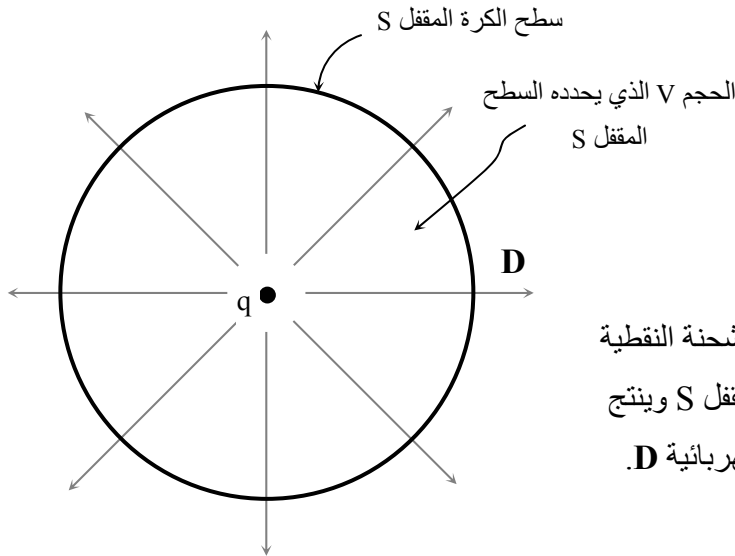 سطح الكرة المقفل S
الحجم V الذي يحدده السطح
المقفل S
D
q
شحنة النقطية
قفل S وينتج
هربائية D.